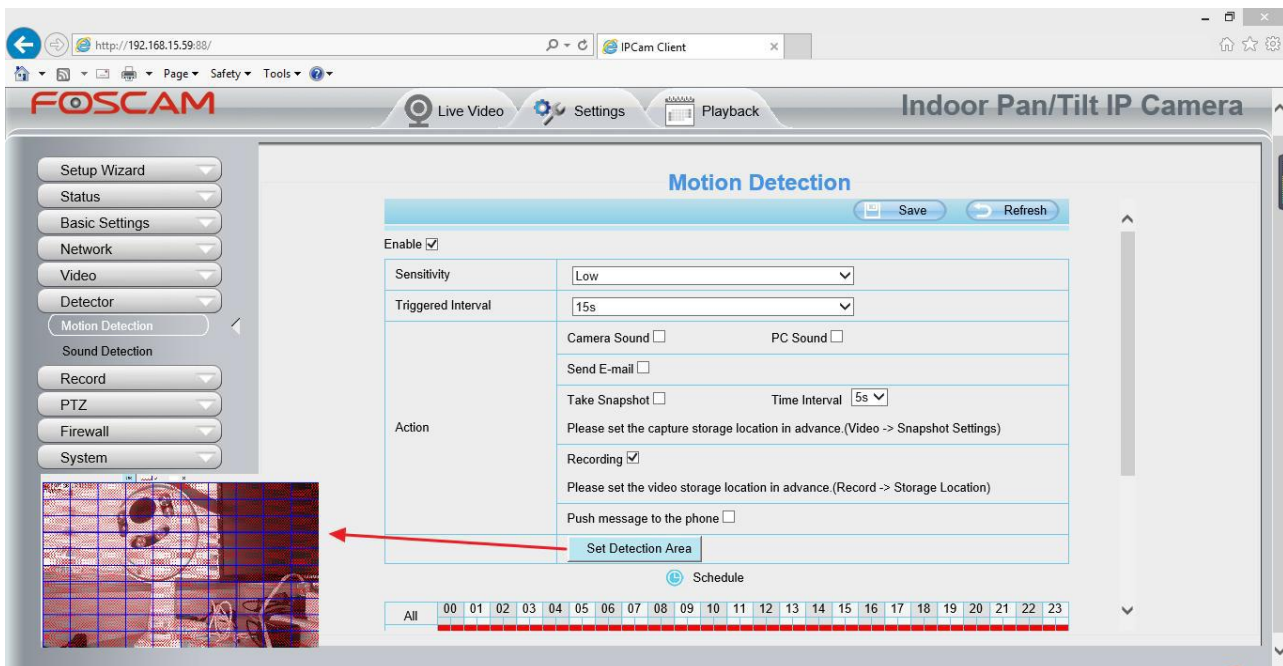 http://192.168.15.59:88/
IPCam Client
Page Safety Tools
FOSCAM
Live Video
Settings
Playback
Indoor Pan/Tilt IP Camera
Setup Wizard
Status
Basic Settings
Network
Video
Detector
Motion Detection
Sound Detection
Record
PTZ
Firewall
System
Motion Detection
Save
Refresh
Enable
Sensitivity
Low
Triggered Interval
15s
Action
Camera Sound PC Sound
Send E-mail
Take Snapshot Time Interval 5s
Please set the capture storage location in advance.(Video -> Snapshot Settings)
Recording
Please set the video storage location in advance.(Record -> Storage Location)
Push message to the phone
Set Detection Area
Schedule
All 00 01 02 03 04 05 06 07 08 09 10 11 12 13 14 15 16 17 18 19 20 21 22 23